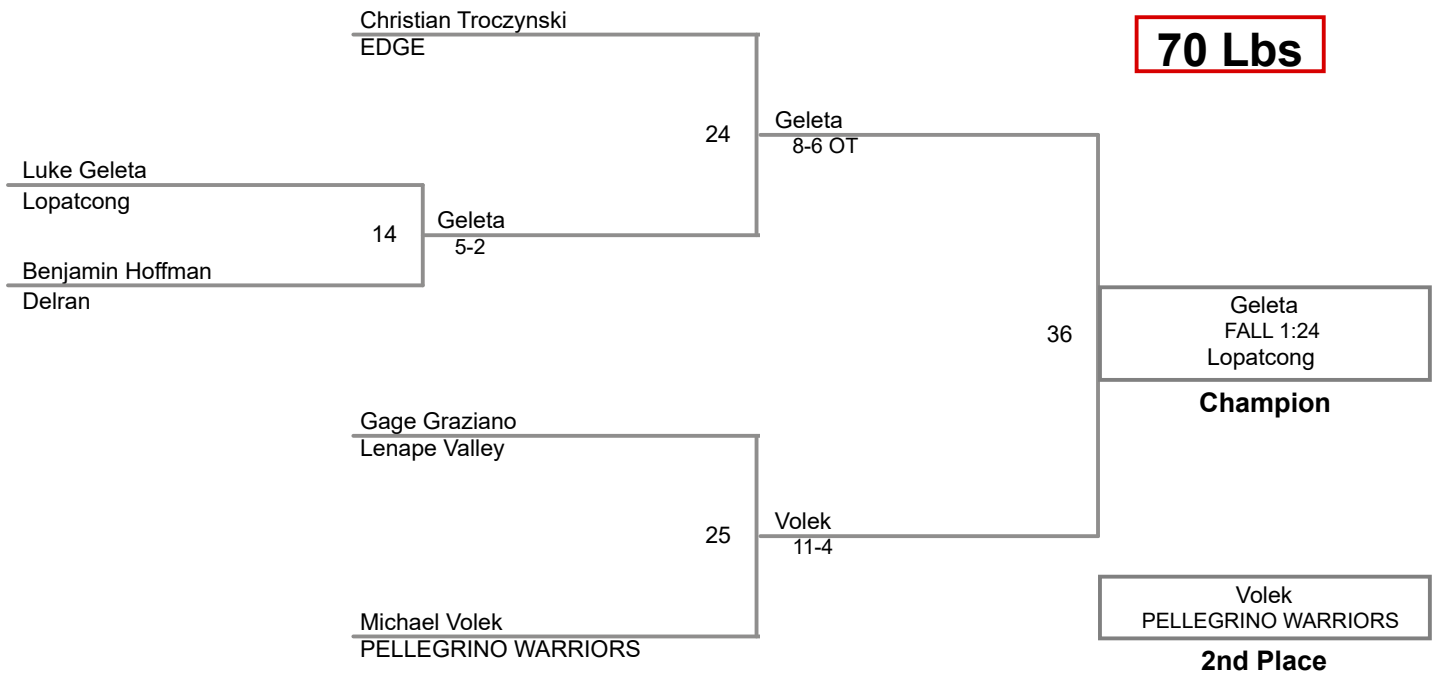 Christian Troczynski
EDGE
70 Lbs
24
Geleta
8-6 OT
Luke Geleta
Lopatcong
14
Geleta
5-2
Benjamin Hoffman
Delran
36
Geleta
FALL 1:24
Lopatcong
Champion
Gage Graziano
Lenape Valley
25
Volek
11-4
Michael Volek
PELLEGRINO WARRIORS
Volek
PELLEGRINO WARRIORS
2nd Place